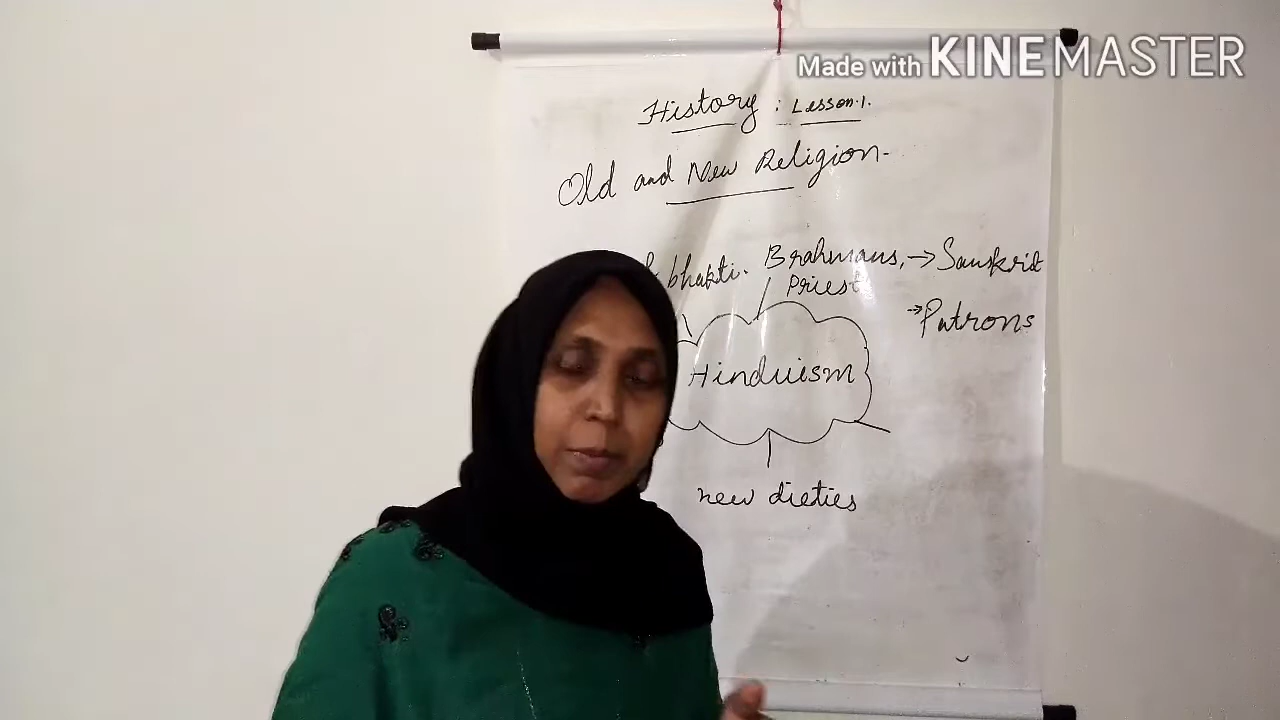 Made with KINEMASTER
History : Lesson.1.
Old and New Religion-
bhakti. Brahmans, → Sanskrit
Priest
→ Patrons
Hinduism
new dieties